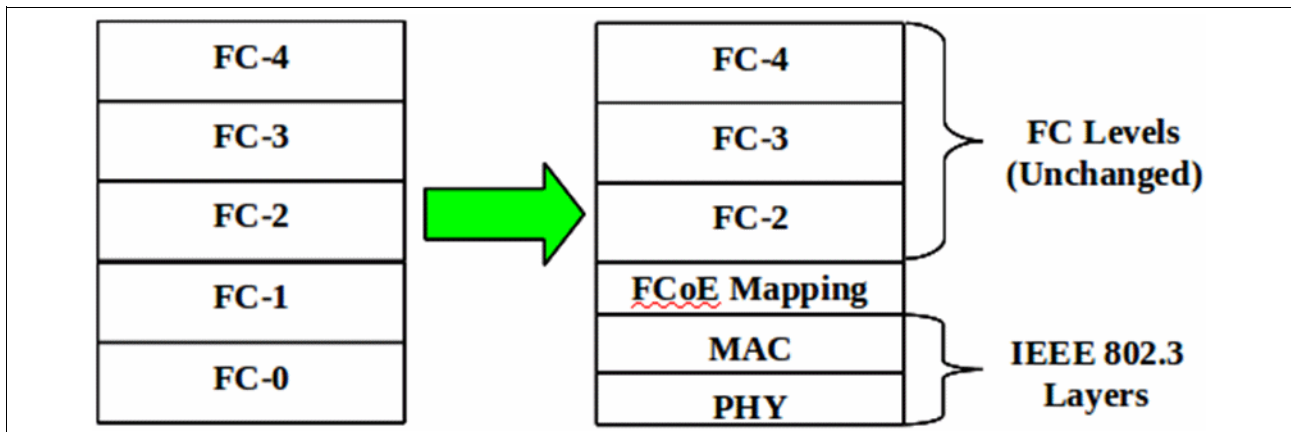 FC-4
FC-3
FC-2
FC-1
FC-0
FC-4
FC-3
FC-2
FCoE Mapping
MAC
PHY
FC Levels
(Unchanged)
IEEE 802.3
Layers